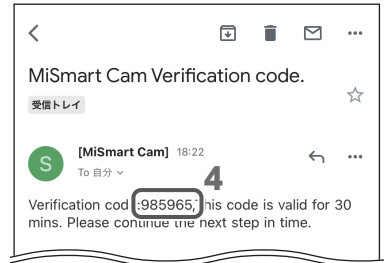 MiSmart Cam Verification code.
受信トレイ
S
[MiSmart Cam] 18:22
To 自分
4
Verification cod :985965, his code is valid for 30
mins. Please continue the next step in time.